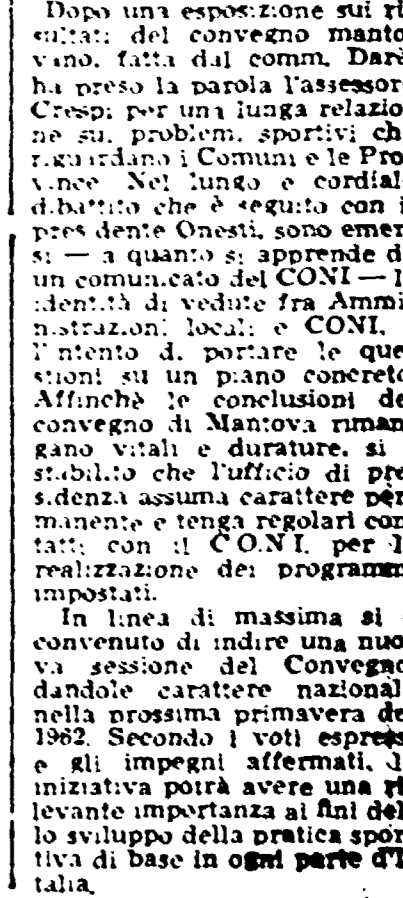 Dopo una esposizione sui ri
sultati del convegno manto
vano, fatta dal comm. Darè
ha preso la parola l'assessor
Crespi per una lunga relazio
ne sui problemi sportivi ch
riguardano i Comuni e le Pro
vince. Nel lungo e cordial
dibattito che è seguito con i
presidente Onesti, sono emer
si — a quanto si apprende d
un comunicato del CONI — l
identità di vedute fra Ammi
nistrazioni locali e CONI,
l'intento di portare le que
stioni su un piano concreto
Affinchè le conclusioni de
convegno di Mantova riman
gano vitali e durature, si
stabilito che l'ufficio di pre
sidenza assuma carattere per
manente e tenga regolari con
tatti con il C.O.N.I. per l
realizzazione dei programm
impostati.
In linea di massima si
convenuto di indire una nuo
va sessione del Convegno
dandole carattere nazional
nella prossima primavera de
1962. Secondo i voti espress
e gli impegni affermati, l
iniziativa potrà avere una ri
levante importanza ai fini del
lo sviluppo della pratica spor
tiva di base in ogni parte d'I
talia.